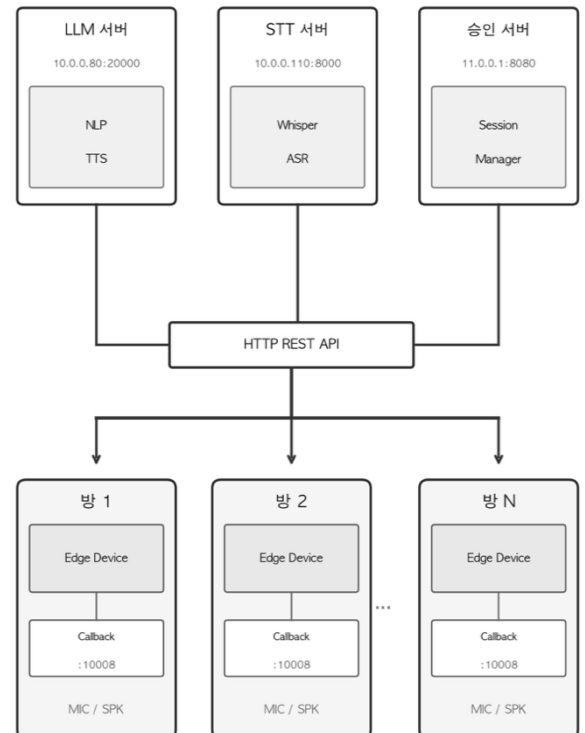 LLM 서버
10.0.0.80:20000
NLP
TTS
STT 서버
10.0.0.110:8000
Whisper
ASR
승인 서버
11.0.0.1:8080
Session
Manager
HTTP REST API
방 1
Edge Device
Callback
:10008
MIC / SPK
방 2
Edge Device
Callback
:10008
MIC / SPK
...
방 N
Edge Device
Callback
:10008
MIC / SPK